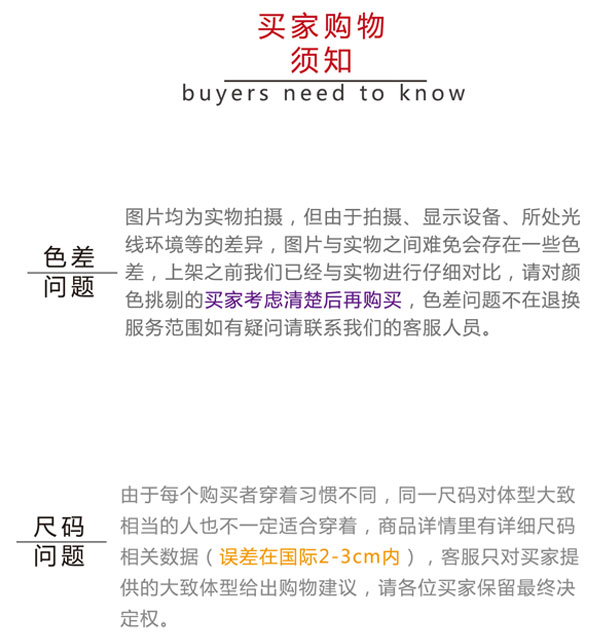 买家购物
须知
buyers need to know
色差
问题
图片均为实物拍摄，但由于拍摄、显示设备、所处光
线环境等的差异，图片与实物之间难免会存在一些色
差，上架之前我们已经与实物进行仔细对比，请对颜
色挑剔的买家考虑清楚后再购买，色差问题不在退换
服务范围如有疑问请联系我们的客服人员。
尺码
问题
由于每个购买者穿着习惯不同，同一尺码对体型大致
相当的人也不一定适合穿着，商品详情里有详细尺码
相关数据（误差在国际2-3cm内），客服只对买家提
供的大致体型给出购物建议，请各位买家保留最终决
定权。